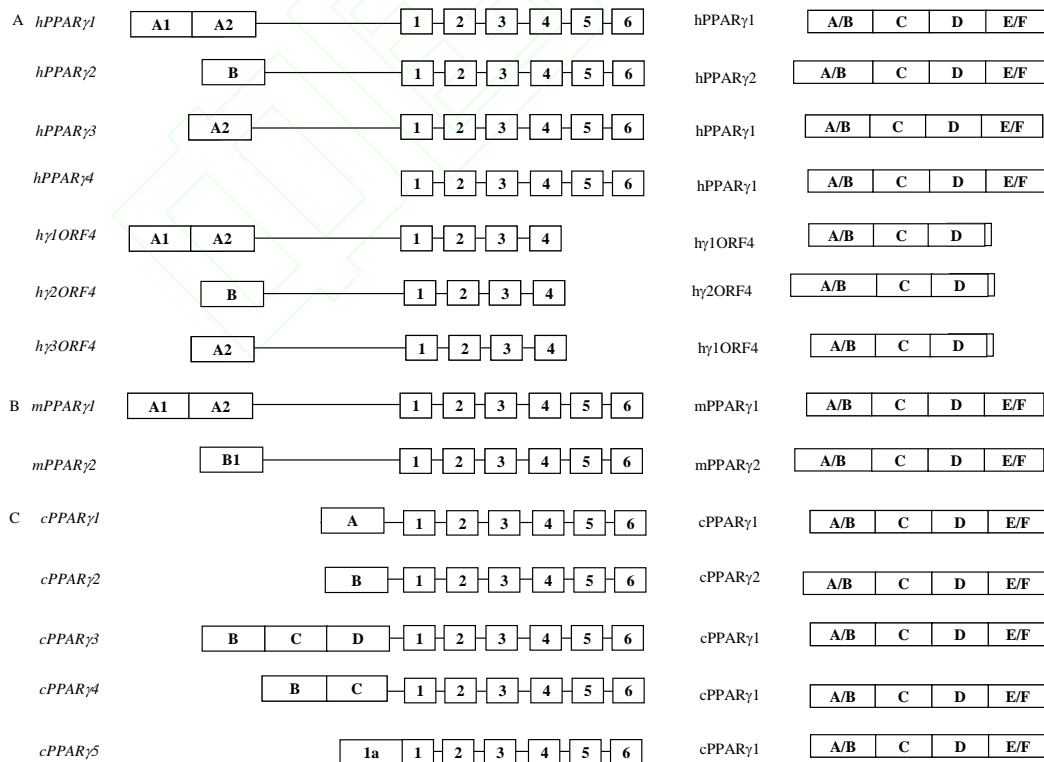 A hPPARγ1 A1 A2 1 2 3 4 5 6 hPPARγ1 A/B C D E/F
hPPARγ2 B 1 2 3 4 5 6 hPPARγ2 A/B C D E/F
hPPARγ3 A2 1 2 3 4 5 6 hPPARγ1 A/B C D E/F
hPPARγ4 1 2 3 4 5 6 hPPARγ1 A/B C D E/F
hγ1ORF4 A1 A2 1 2 3 4 hγ1ORF4 A/B C D
hγ2ORF4 B 1 2 3 4 hγ2ORF4 A/B C D
hγ3ORF4 A2 1 2 3 4 hγ1ORF4 A/B C D
B mPPARγ1 A1 A2 1 2 3 4 5 6 mPPARγ1 A/B C D E/F
mPPARγ2 B1 1 2 3 4 5 6 mPPARγ2 A/B C D E/F
C cPPARγ1 A 1 2 3 4 5 6 cPPARγ1 A/B C D E/F
cPPARγ2 B 1 2 3 4 5 6 cPPARγ2 A/B C D E/F
cPPARγ3 B C D 1 2 3 4 5 6 cPPARγ1 A/B C D E/F
cPPARγ4 B C 1 2 3 4 5 6 cPPARγ1 A/B C D E/F
cPPARγ5 1a 1 2 3 4 5 6 cPPARγ1 A/B C D E/F